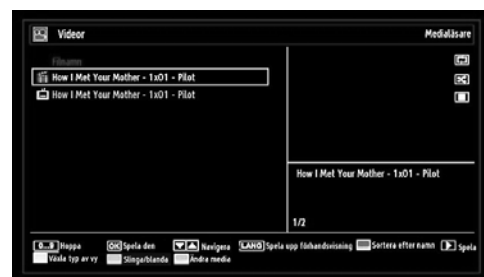 Videor
Medialäsare
Filnamn
How I Met Your Mother - 1x01 - Pilot
How I Met Your Mother - 1x01 - Pilot
How I Met Your Mother - 1x01 - Pilot
1/2
0...9 Hoppa OK Spela den Navigera LANG Spela upp förhandsvisning Sortera efter namn Spela
Växla typ av vy Slinga/blanda Ändra media